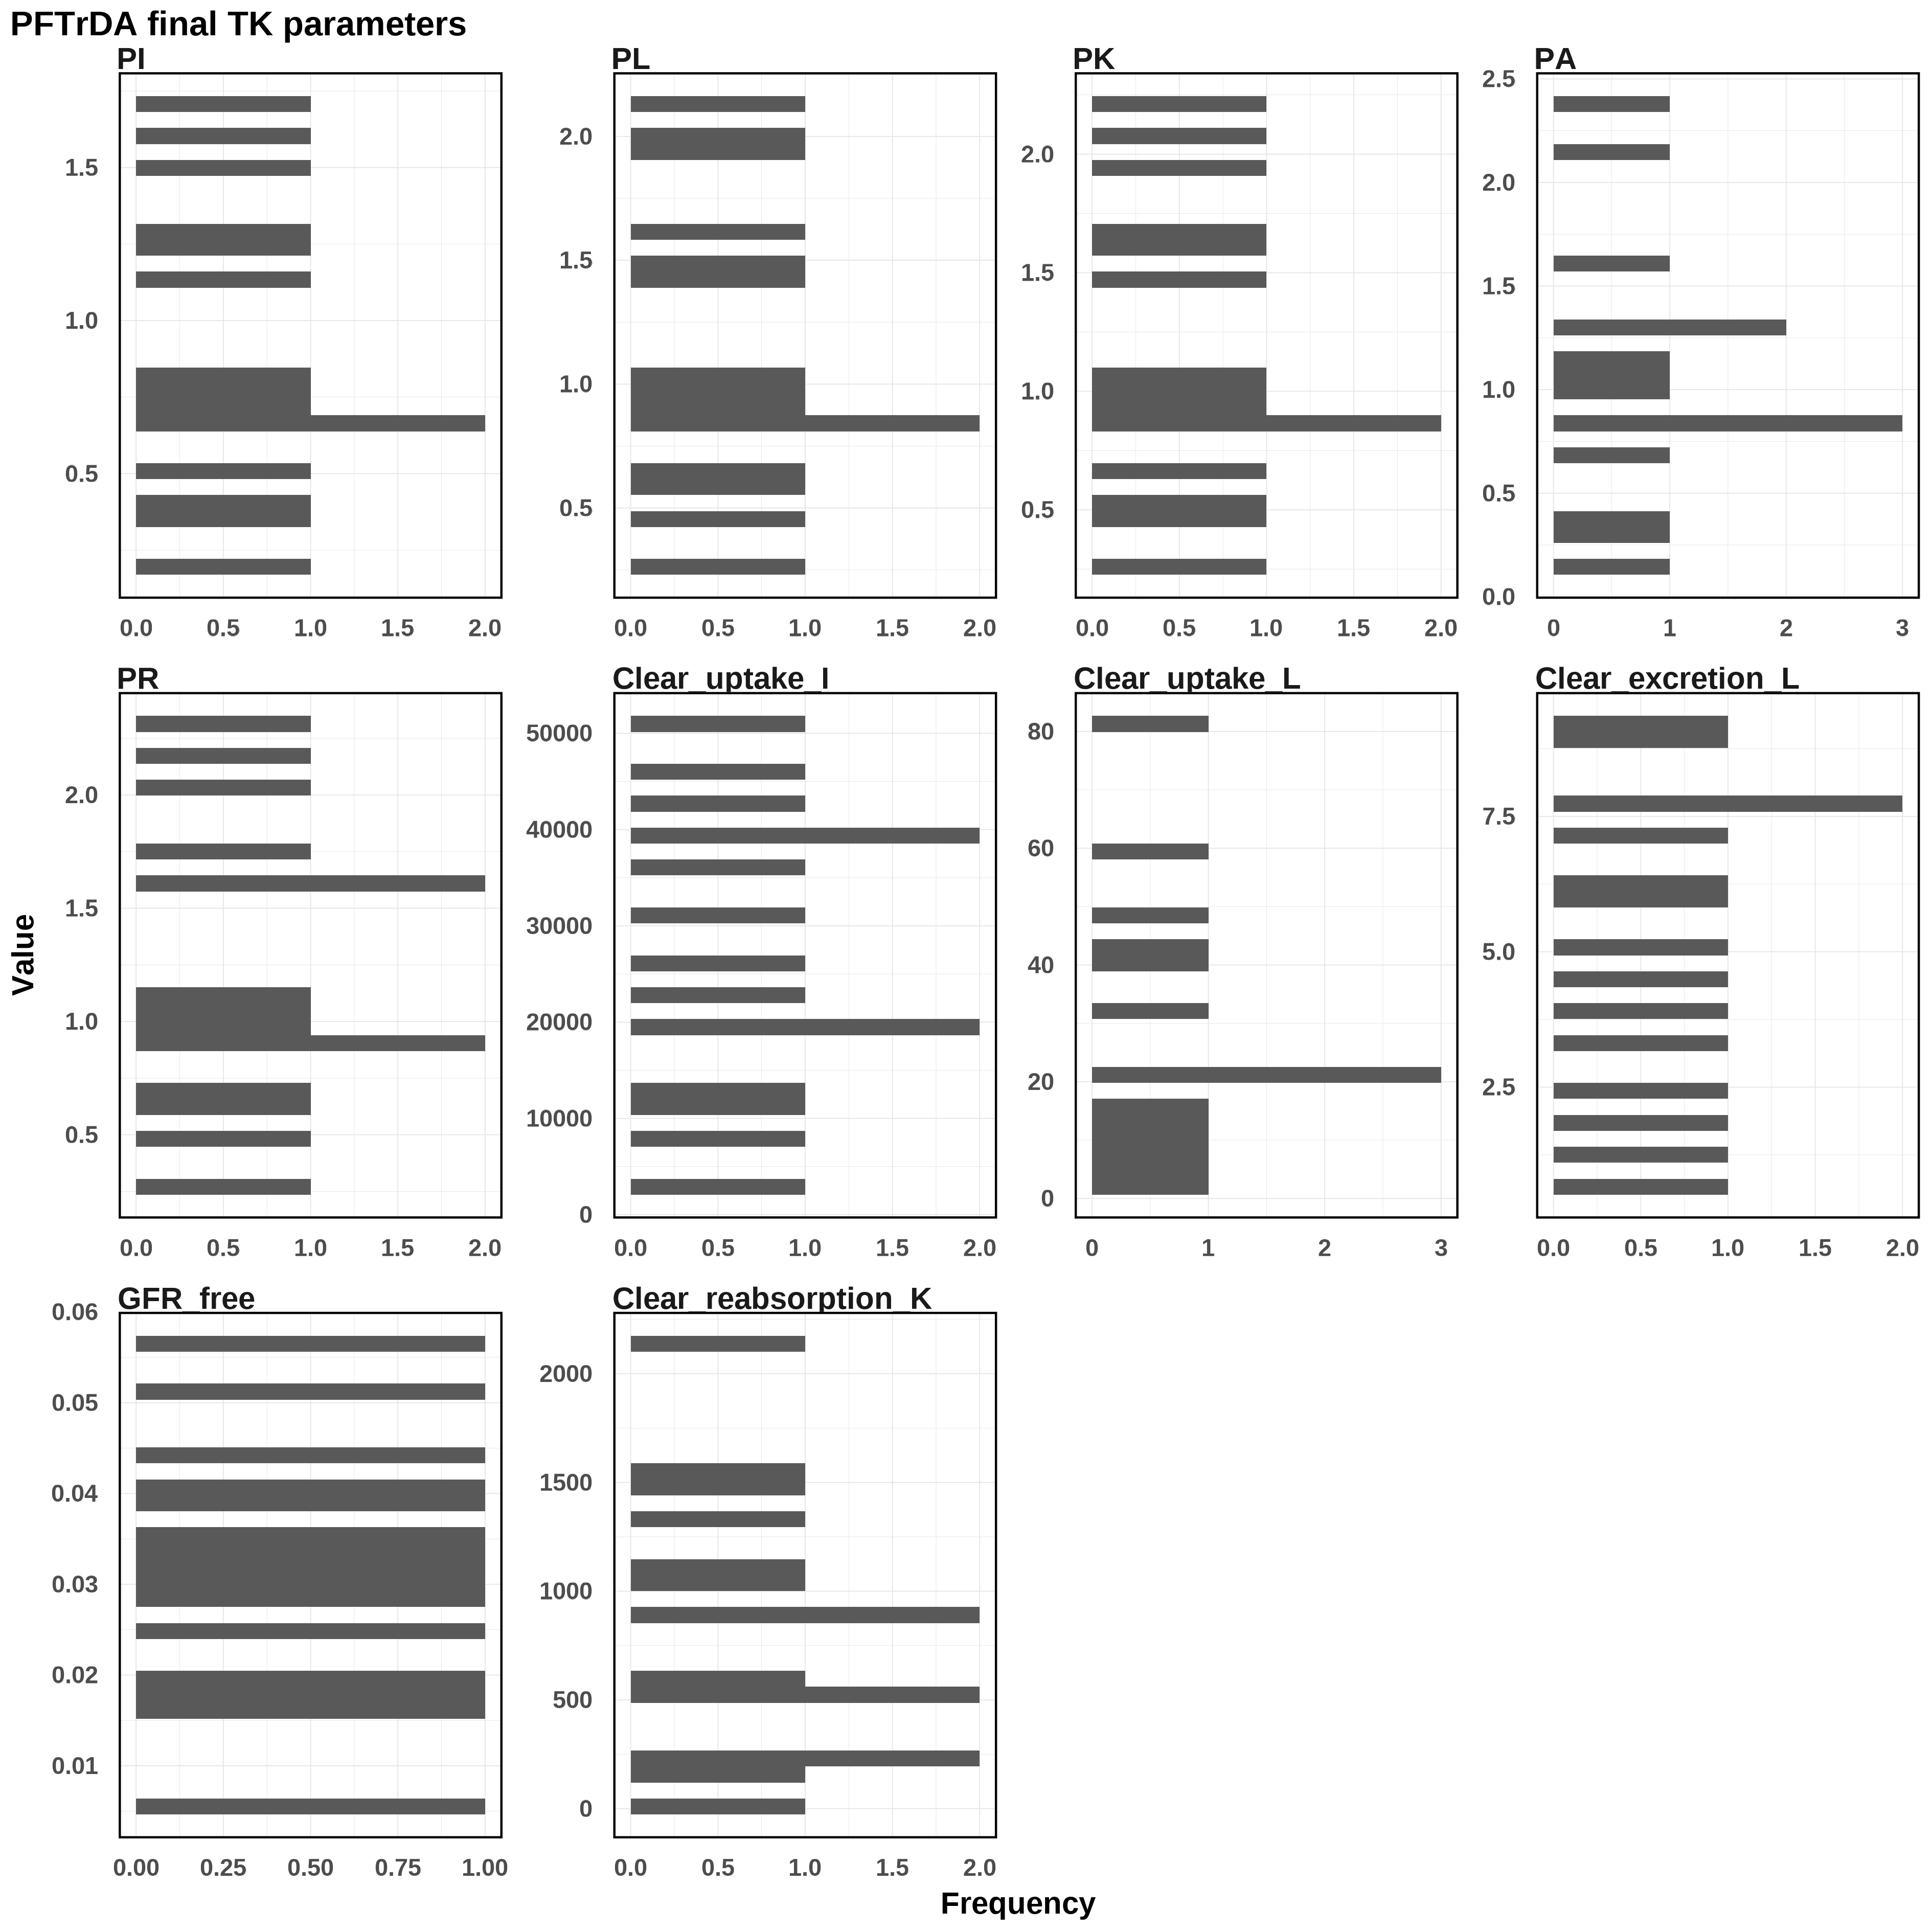 PFTrDA final TK parameters
PI PL PK PA
1.5
1.0
0.5
0.0 0.5 1.0 1.5 2.0
2.0
1.5
1.0
0.5
0.0 0.5 1.0 1.5 2.0
2.0
1.5
1.0
0.5
0.0 0.5 1.0 1.5 2.0
2.5
2.0
1.5
1.0
0.5
0.0
0 1 2 3
PR Clear_uptake_I Clear_uptake_L Clear_excretion_L
Value
2.0
1.5
1.0
0.5
0.0 0.5 1.0 1.5 2.0
50000
40000
30000
20000
10000
0
0.0 0.5 1.0 1.5 2.0
80
60
40
20
0
0 1 2 3
7.5
5.0
2.5
0.0 0.5 1.0 1.5 2.0
GFR_free Clear_reabsorption_K
0.06
0.05
0.04
0.03
0.02
0.01
0.00 0.25 0.50 0.75 1.00
2000
1500
1000
500
0
0.0 0.5 1.0 1.5 2.0
Frequency